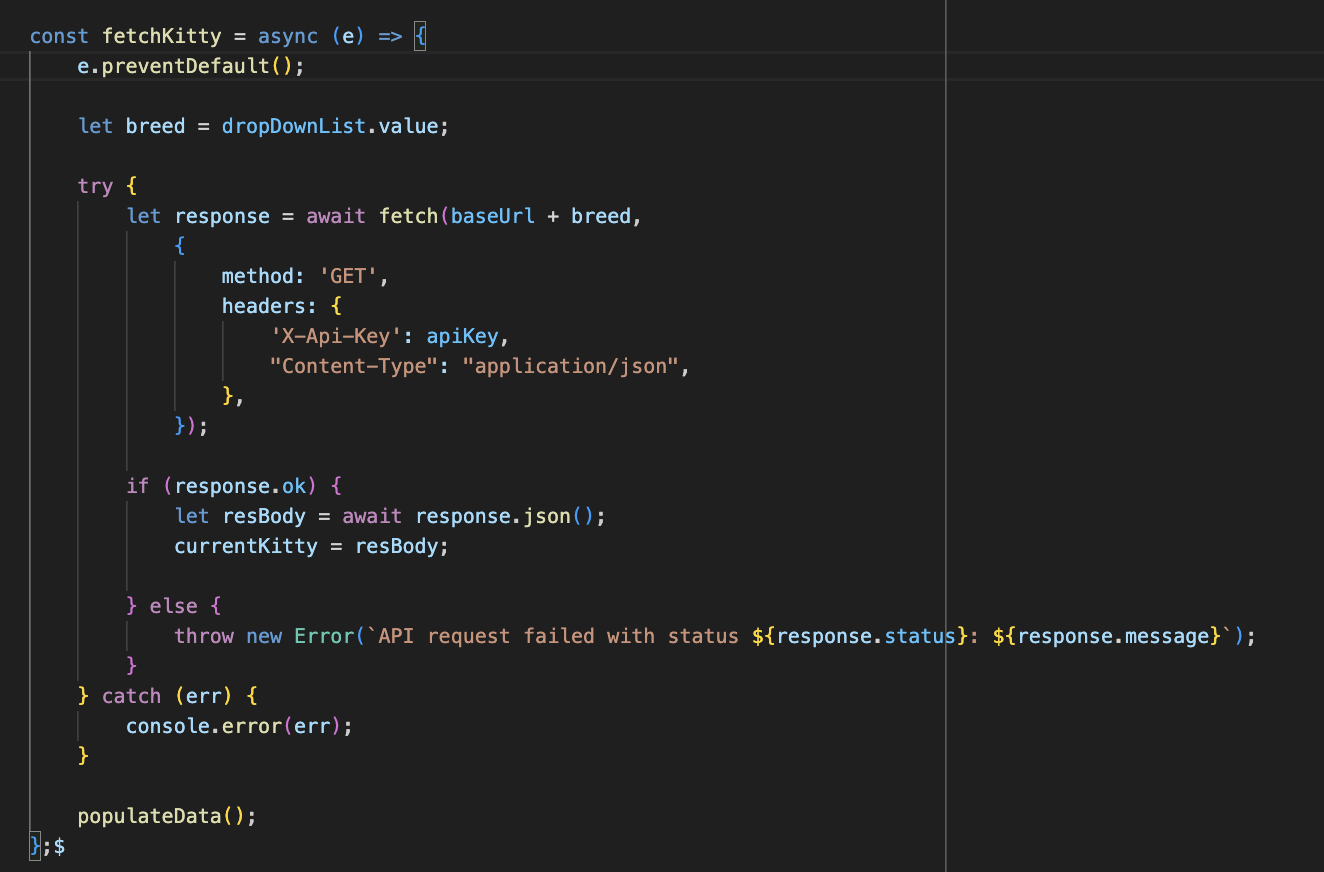 const fetchKitty = async (e) => {
    e.preventDefault();

    let breed = dropDownList.value;

    try {
        let response = await fetch(baseUrl + breed,
            {
                method: 'GET',
                headers: {
                    'X-Api-Key': apiKey,
                    "Content-Type": "application/json",
                },
            });

        if (response.ok) {
            let resBody = await response.json();
            currentKitty = resBody;

        } else {
            throw new Error(`API request failed with status ${response.status}: ${response.message}`);
        }
    } catch (err) {
        console.error(err);
    }

    populateData();
};$